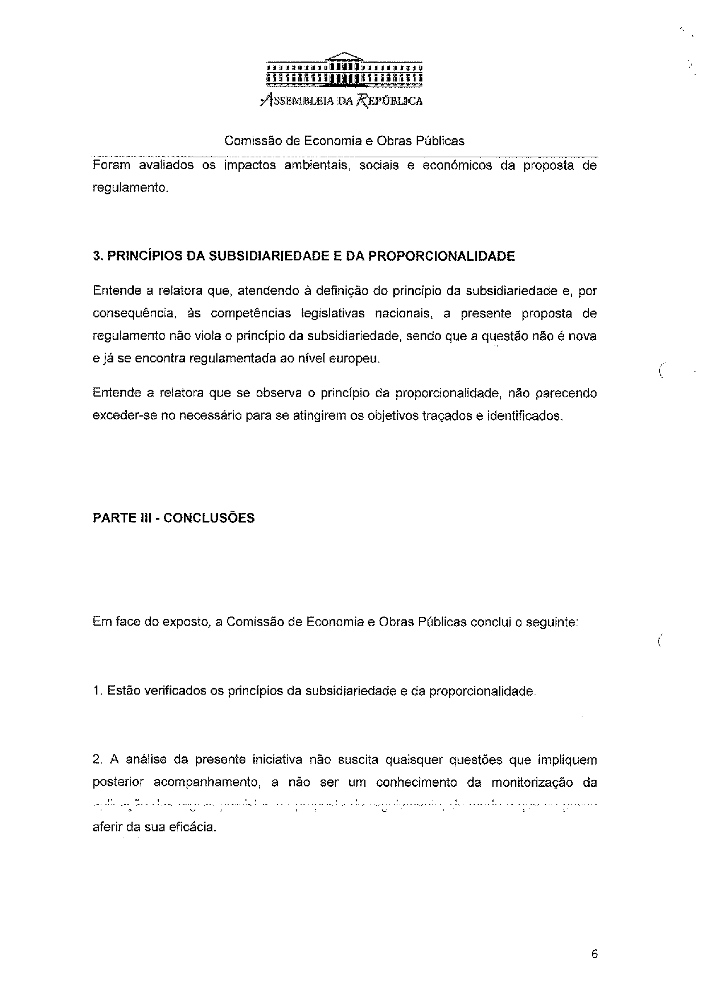 ASSEMBLEIA DA REPÚBLICA
Comissão de Economia e Obras Públicas
Foram avaliados os impactos ambientais, sociais e económicos da proposta de
regulamento.
3. PRINCÍPIOS DA SUBSIDIARIEDADE E DA PROPORCIONALIDADE
Entende a relatora que, atendendo à definição do princípio da subsidiariedade e, por
consequência, às competências legislativas nacionais, a presente proposta de
regulamento não viola o princípio da subsidiariedade, sendo que a questão não é nova
e já se encontra regulamentada ao nível europeu.
Entende a relatora que se observa o princípio da proporcionalidade, não parecendo
exceder-se no necessário para se atingirem os objetivos traçados e identificados.
PARTE III - CONCLUSÕES
Em face do exposto, a Comissão de Economia e Obras Públicas conclui o seguinte:
1. Estão verificados os princípios da subsidiariedade e da proporcionalidade.
2. A análise da presente iniciativa não suscita quaisquer questões que impliquem
posterior acompanhamento, a não ser um conhecimento da monitorização da
aferir da sua eficácia.
6